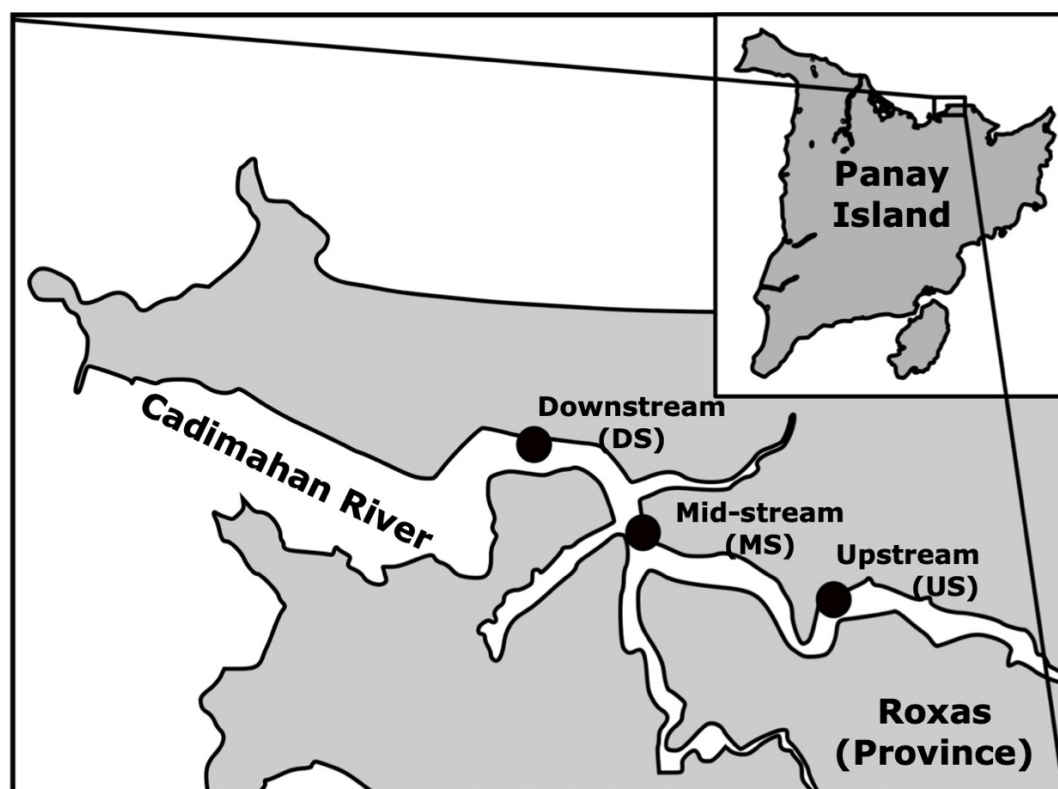 Panay
Island
Cadimahan River
Downstream
(DS)
Mid-stream
(MS)
Upstream
(US)
Roxas
(Province)